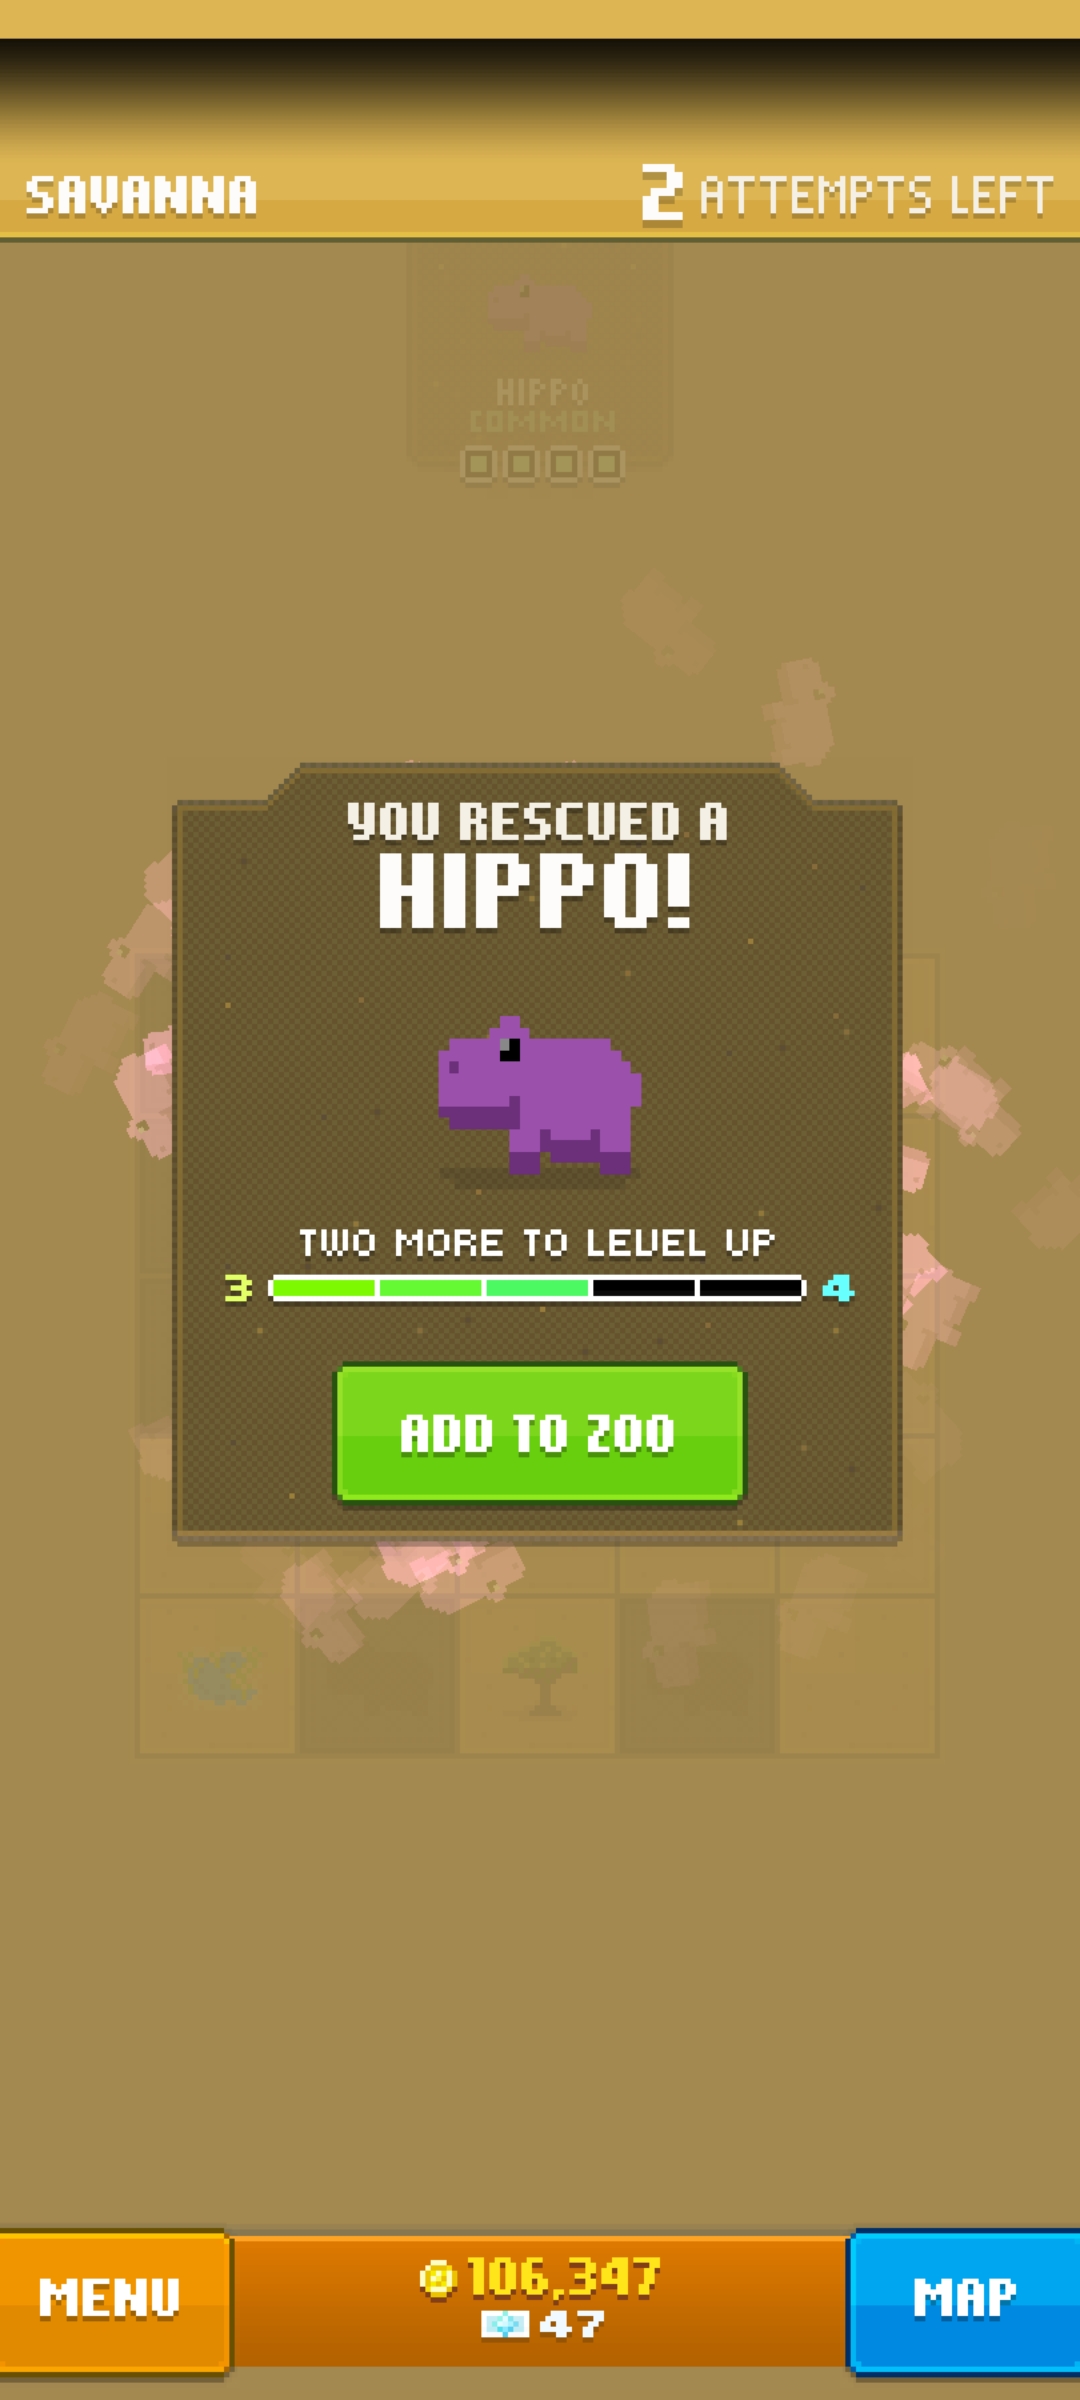 SAVANNA
2 ATTEMPTS LEFT
HIPPO
COMMON
YOU RESCUED A
HIPPO!
TWO MORE TO LEVEL UP
3 4
ADD TO ZOO
MENU
106,347
47
MAP